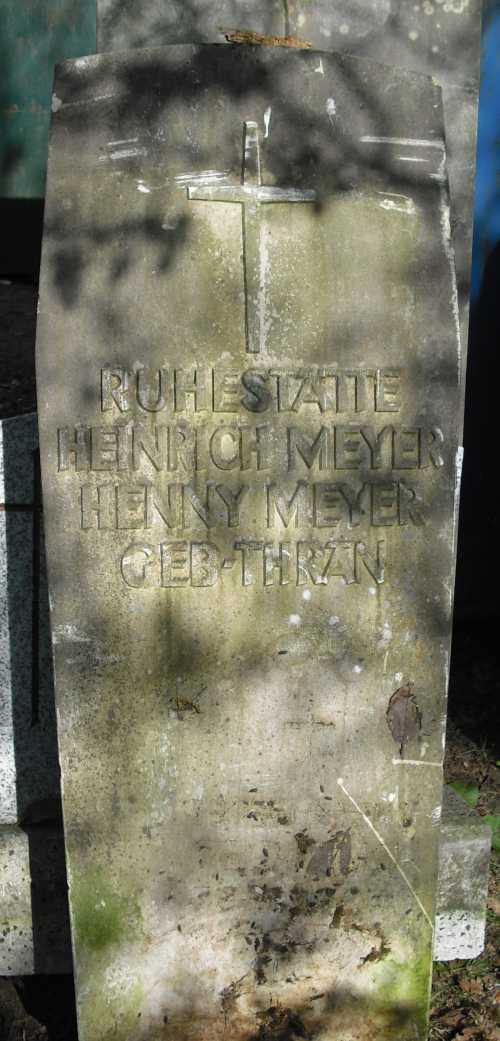 RUHESTÄTTE
HEINRICH MEYER
HENNY MEYER
GEB·THRÄN